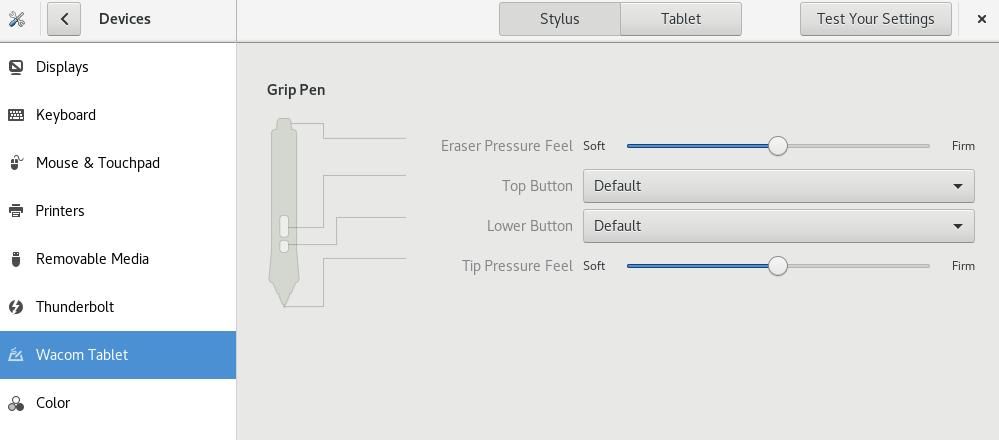 Devices
Stylus
Tablet
Test Your Settings
Displays
Keyboard
Mouse & Touchpad
Printers
Removable Media
Thunderbolt
Wacom Tablet
Color
Grip Pen
Eraser Pressure Feel Soft Firm
Top Button Default
Lower Button Default
Tip Pressure Feel Soft Firm